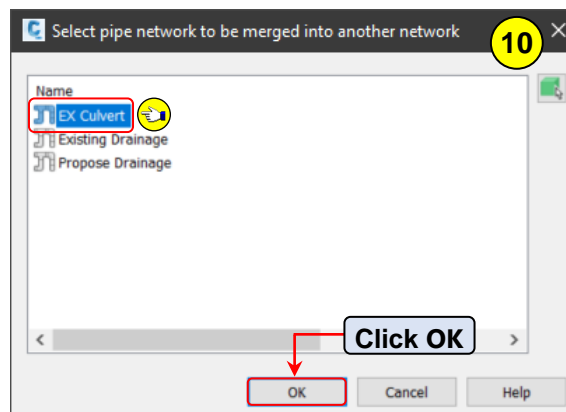 Select pipe network to be merged into another network
10
Name
EX Culvert
Existing Drainage
Propose Drainage
Click OK
OK Cancel Help